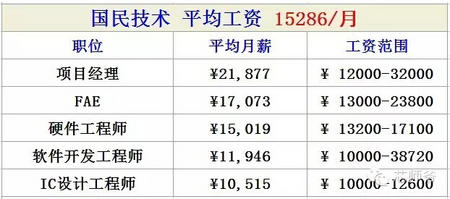 国民技术 平均工资 15286/月
职位 平均月薪 工资范围
项目经理 ¥21,877 ¥ 12000-32000
FAE ¥17,073 ¥ 13000-23800
硬件工程师 ¥15,019 ¥ 13200-17100
软件开发工程师 ¥11,946 ¥ 10000-38720
IC设计工程师 ¥10,515 ¥ 10000-12600
芯师爷